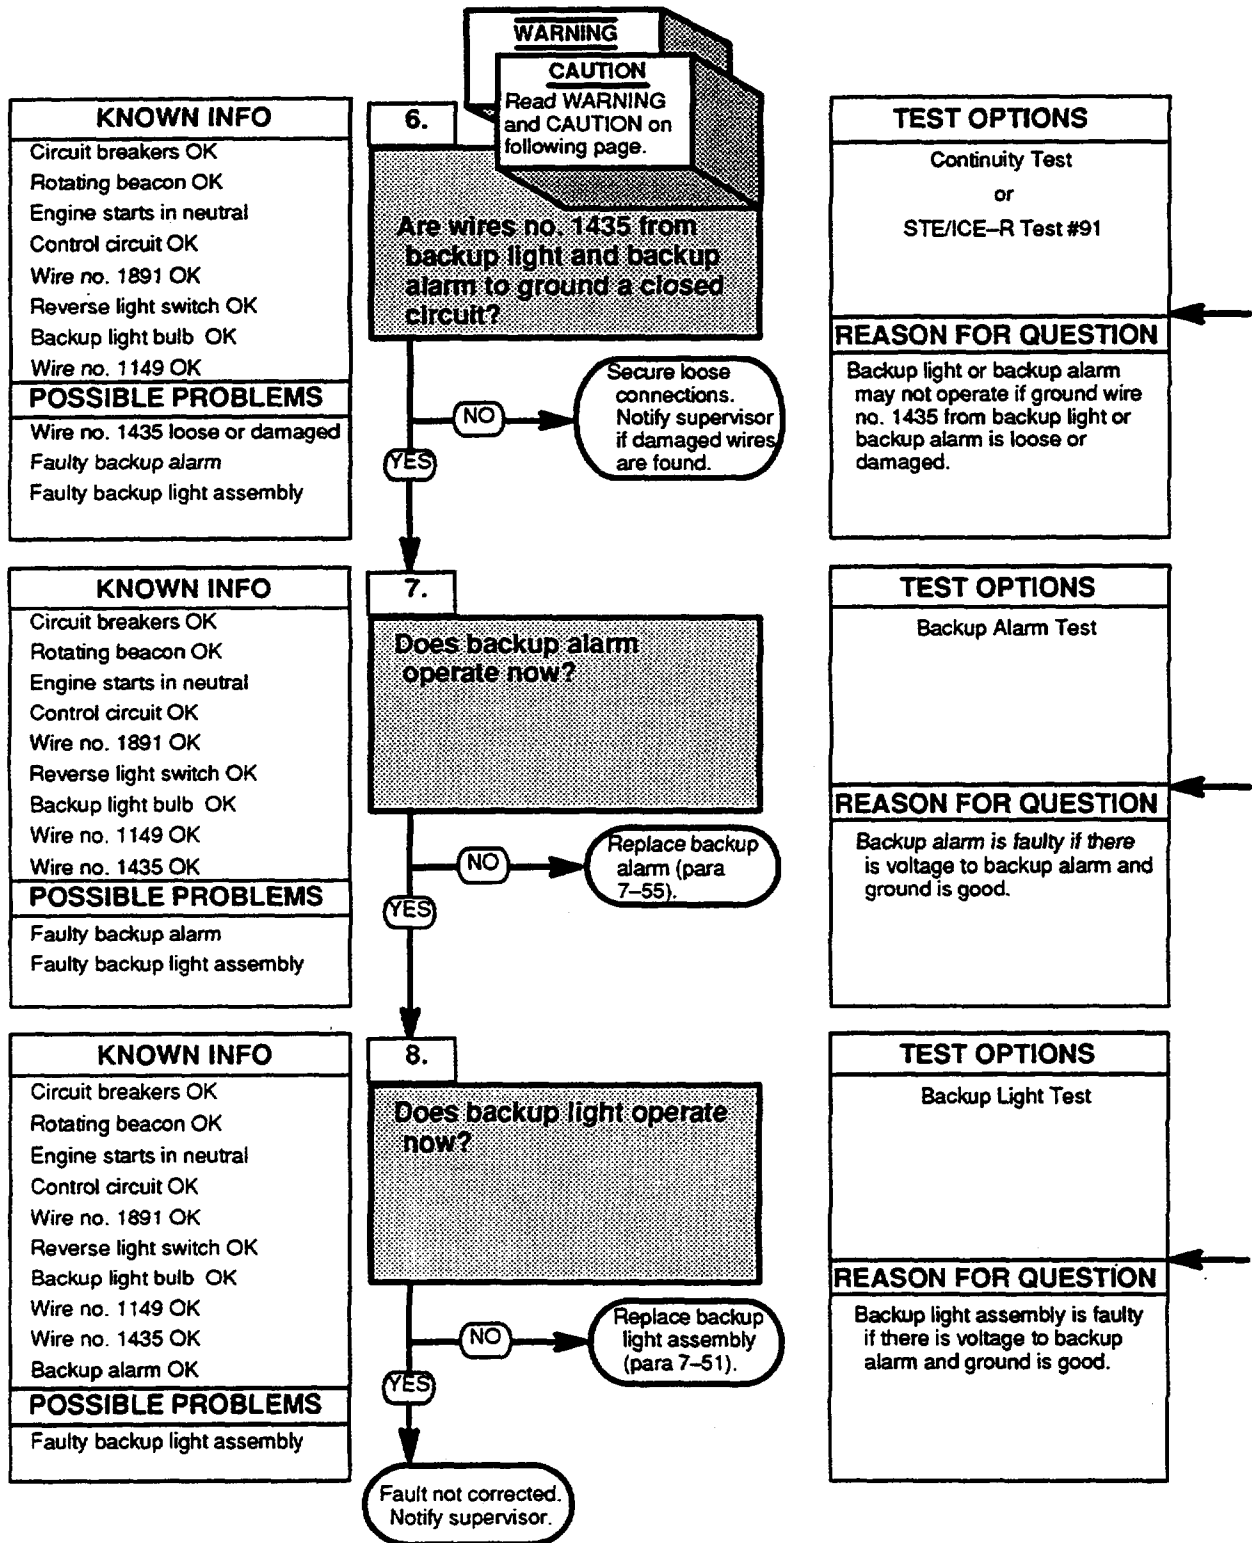 WARNING
CAUTION
Read WARNING
and CAUTION on
following page.
KNOWN INFO
Circuit breakers OK
Rotating beacon OK
Engine starts in neutral
Control circuit OK
Wire no. 1891 OK
Reverse light switch OK
Backup light bulb OK
Wire no. 1149 OK
POSSIBLE PROBLEMS
Wire no. 1435 loose or damaged
Faulty backup alarm
Faulty backup light assembly
6.
Are wires no. 1435 from
backup light and backup
alarm to ground a closed
circuit?
NO
Secure loose
connections.
Notify supervisor
if damaged wires
are found.
YES
TEST OPTIONS
Continuity Test
or
STE/ICE–R Test #91
REASON FOR QUESTION
Backup light or backup alarm
may not operate if ground wire
no. 1435 from backup light or
backup alarm is loose or
damaged.
KNOWN INFO
Circuit breakers OK
Rotating beacon OK
Engine starts in neutral
Control circuit OK
Wire no. 1891 OK
Reverse light switch OK
Backup light bulb OK
Wire no. 1149 OK
Wire no. 1435 OK
POSSIBLE PROBLEMS
Faulty backup alarm
Faulty backup light assembly
7.
Does backup alarm
operate now?
NO
Replace backup
alarm (para
7–55).
YES
TEST OPTIONS
Backup Alarm Test
REASON FOR QUESTION
Backup alarm is faulty if there
is voltage to backup alarm and
ground is good.
KNOWN INFO
Circuit breakers OK
Rotating beacon OK
Engine starts in neutral
Control circuit OK
Wire no. 1891 OK
Reverse light switch OK
Backup light bulb OK
Wire no. 1149 OK
Wire no. 1435 OK
Backup alarm OK
POSSIBLE PROBLEMS
Faulty backup light assembly
8.
Does backup light operate
now?
NO
Replace backup
light assembly
(para 7–51).
YES
Fault not corrected.
Notify supervisor.
TEST OPTIONS
Backup Light Test
REASON FOR QUESTION
Backup light assembly is faulty
if there is voltage to backup
alarm and ground is good.